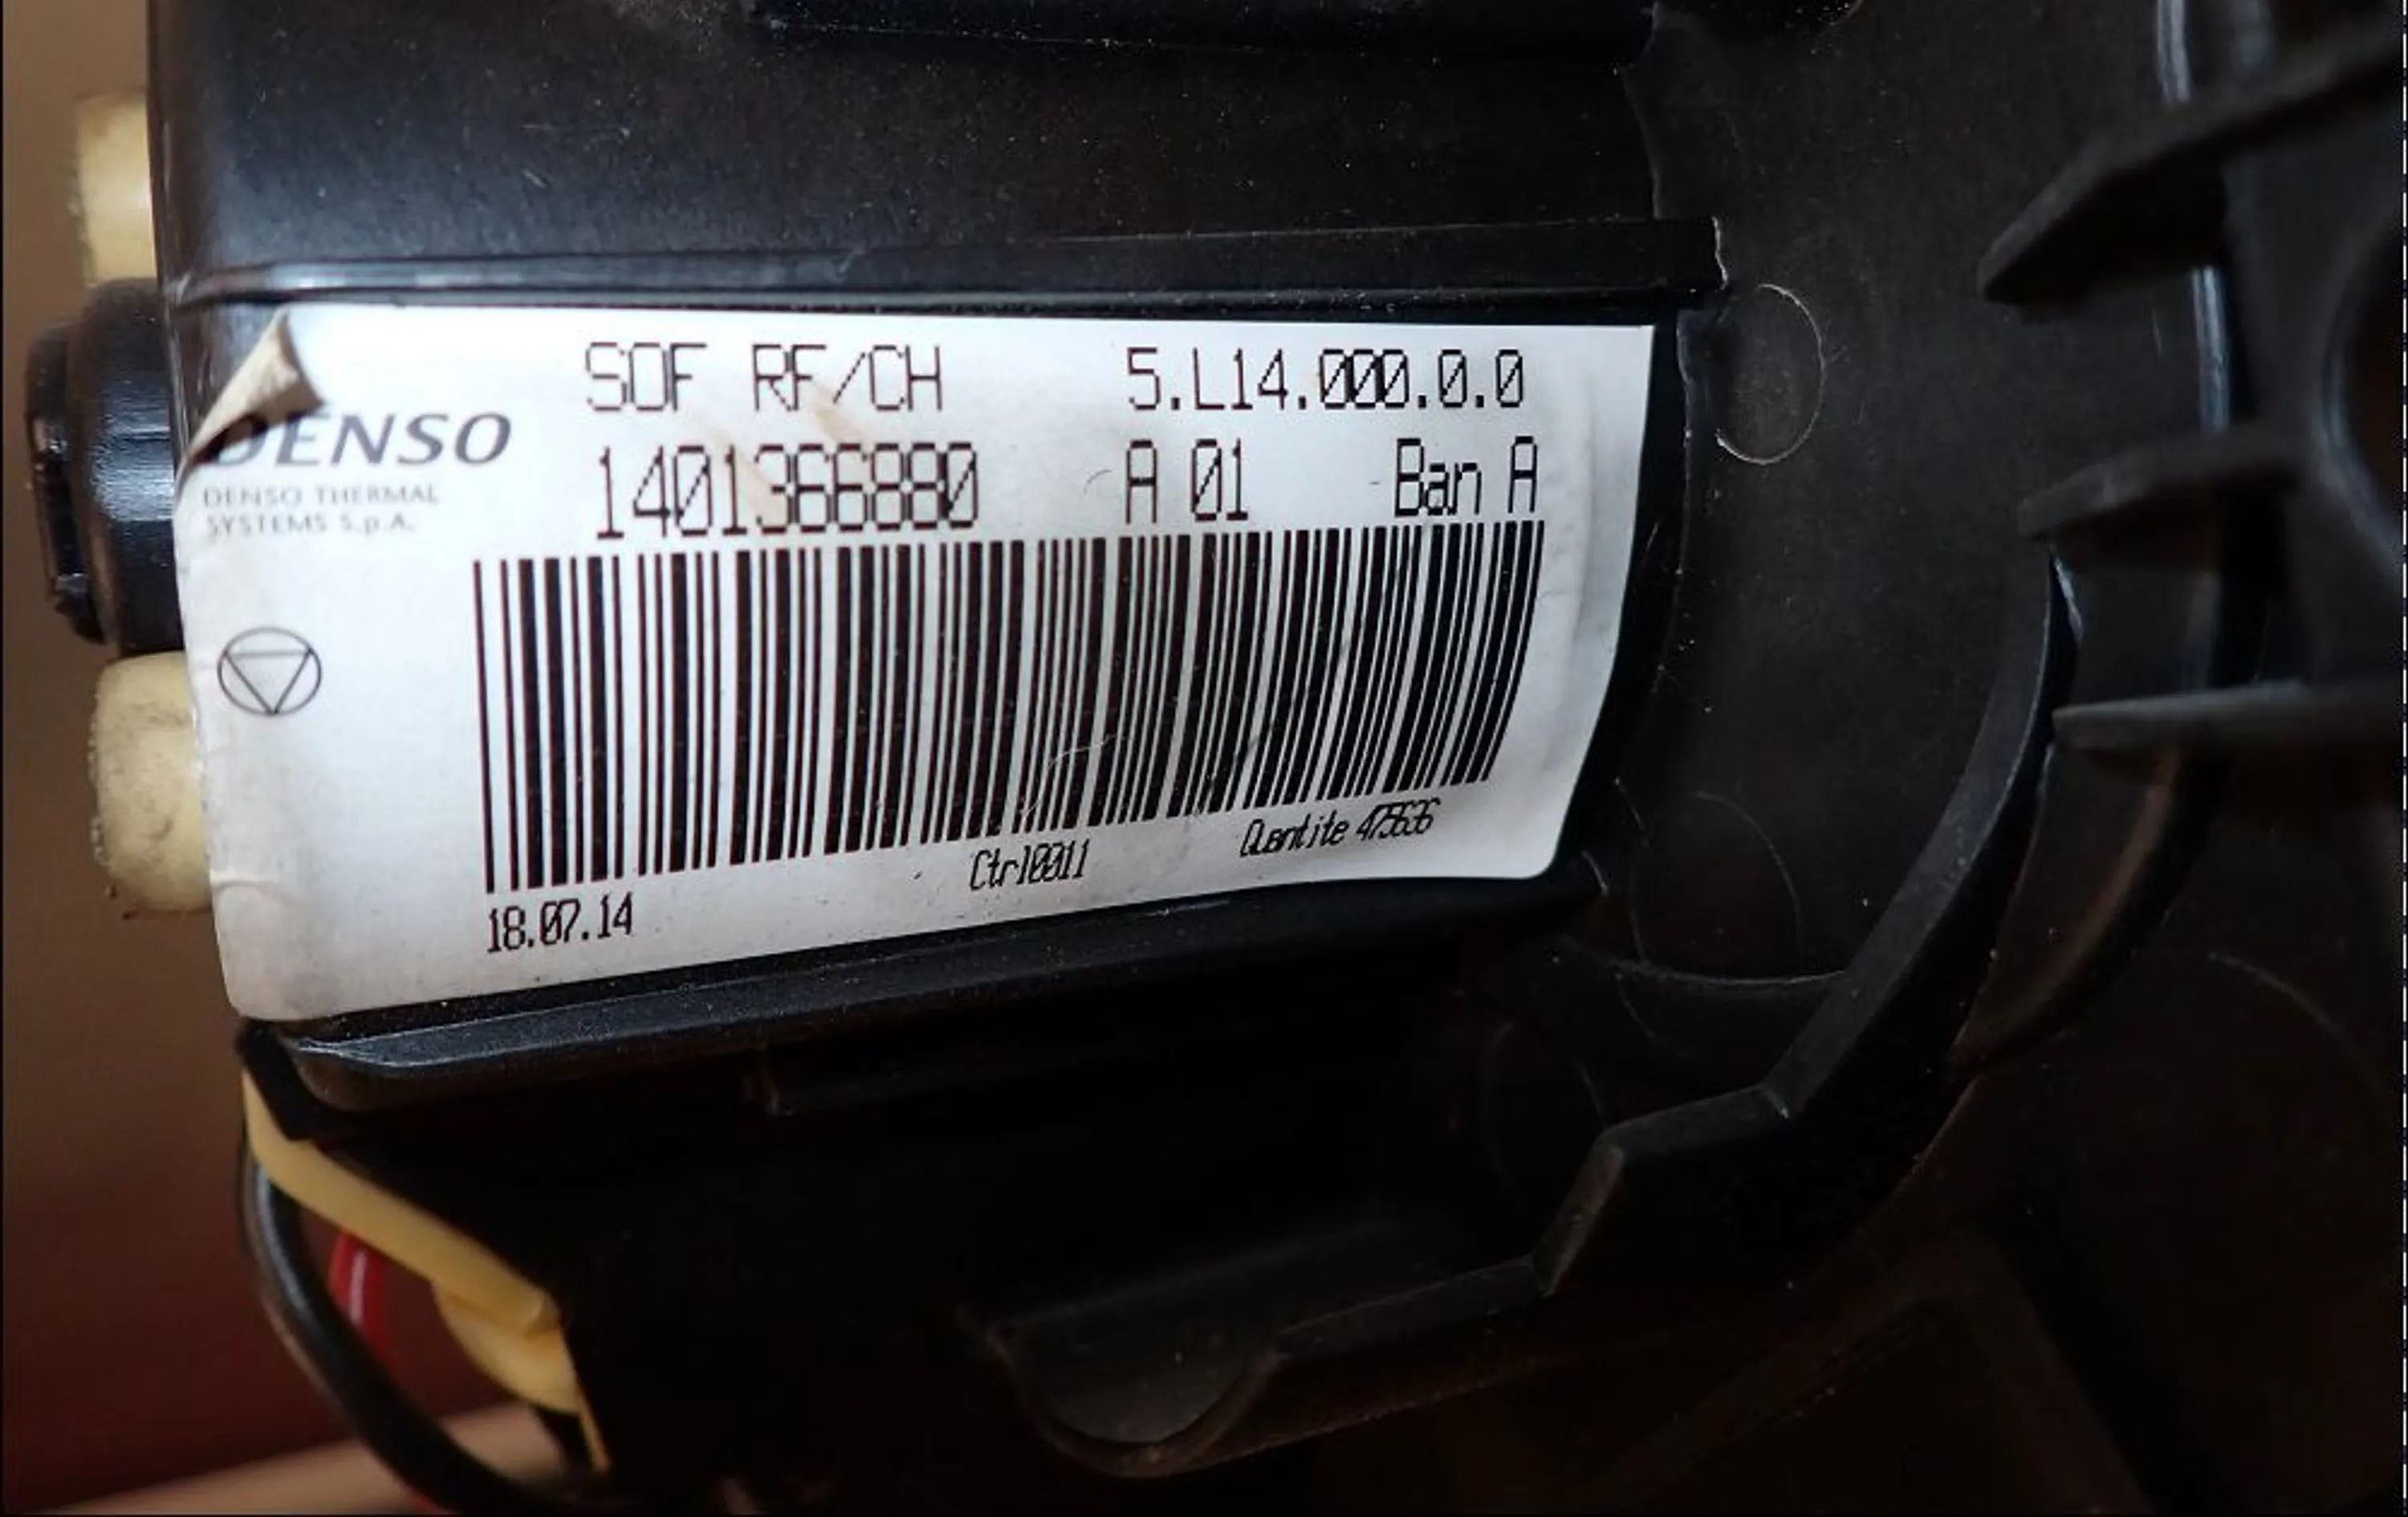 SOF RF/CH 5.L14.000.0.0
DENSO
1401366880 A 01 Ban A
DENSO THERMAL
SYSTEMS S.p.A.
Ctrl0011 Quantite 475636
18.07.14